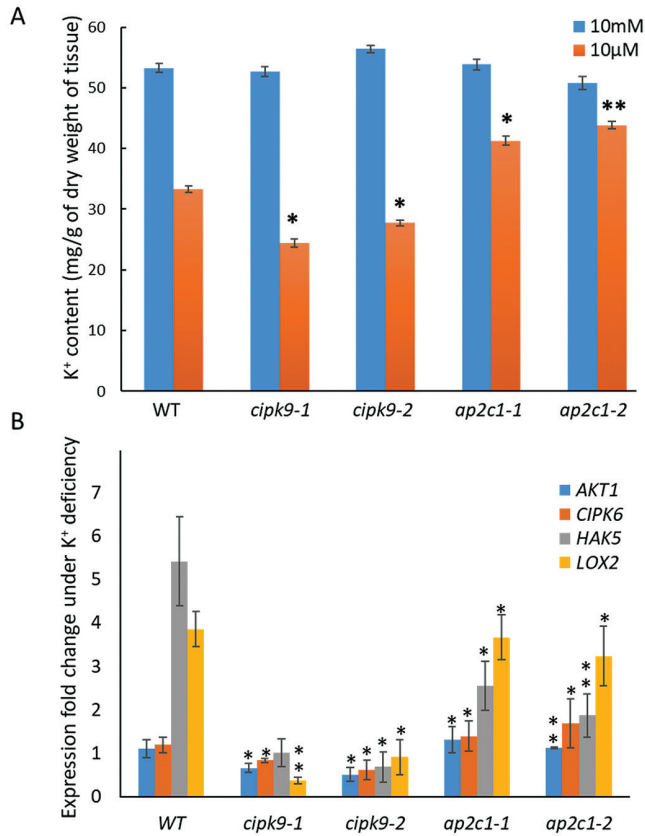 A
K⁺ content (mg/g of dry weight of tissue)
60
50
40
30
20
10
0
10mM
10µM
*
*
*
**
WT
cipk9-1
cipk9-2
ap2c1-1
ap2c1-2
B
Expression fold change under K⁺ deficiency
7
6
5
4
3
2
1
0
AKT1
CIPK6
HAK5
LOX2
* * **
* * * *
* * * *
** * ** *
WT
cipk9-1
cipk9-2
ap2c1-1
ap2c1-2